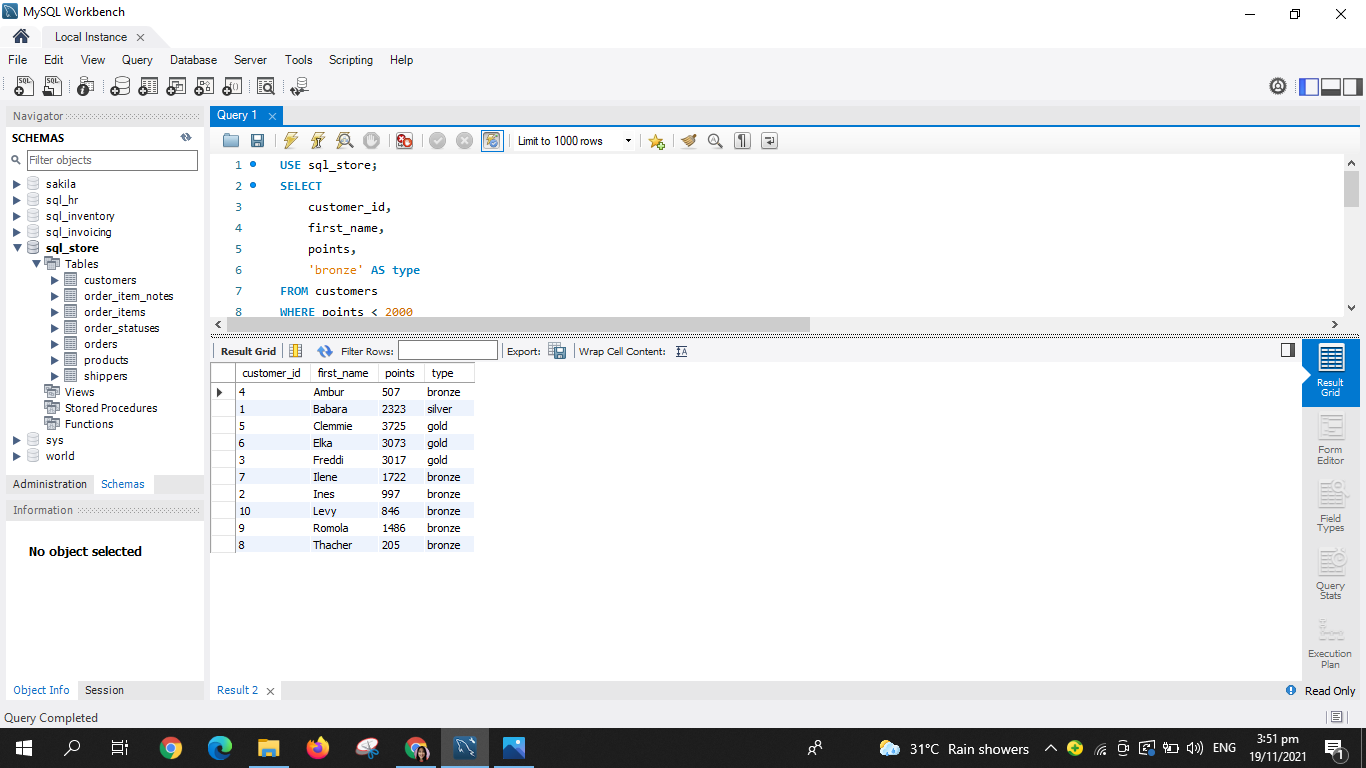 MySQL Workbench
Local Instance
File Edit View Query Database Server Tools Scripting Help
Navigator
SCHEMAS
Filter objects
sakila
sql_hr
sql_inventory
sql_invoicing
sql_store
Tables
customers
order_item_notes
order_items
order_statuses
orders
products
shippers
Views
Stored Procedures
Functions
sys
world
Administration Schemas
Information
No object selected
Object Info Session
Query 1
Limit to 1000 rows
1 USE sql_store;
2 SELECT
3 customer_id,
4 first_name,
5 points,
6 'bronze' AS type
7 FROM customers
8 WHERE points < 2000
Result Grid Filter Rows: Export: Wrap Cell Content:
customer_id first_name points type
4 Ambur 507 bronze
1 Babara 2323 silver
5 Clemmie 3725 gold
6 Elka 3073 gold
3 Freddi 3017 gold
7 Ilene 1722 bronze
2 Ines 997 bronze
10 Levy 846 bronze
9 Romola 1486 bronze
8 Thacher 205 bronze
Result
Grid
Form
Editor
Field
Types
Query
Stats
Execution
Plan
Result 2
Read Only
Query Completed
31°C Rain showers
ENG
3:51 pm
19/11/2021
1